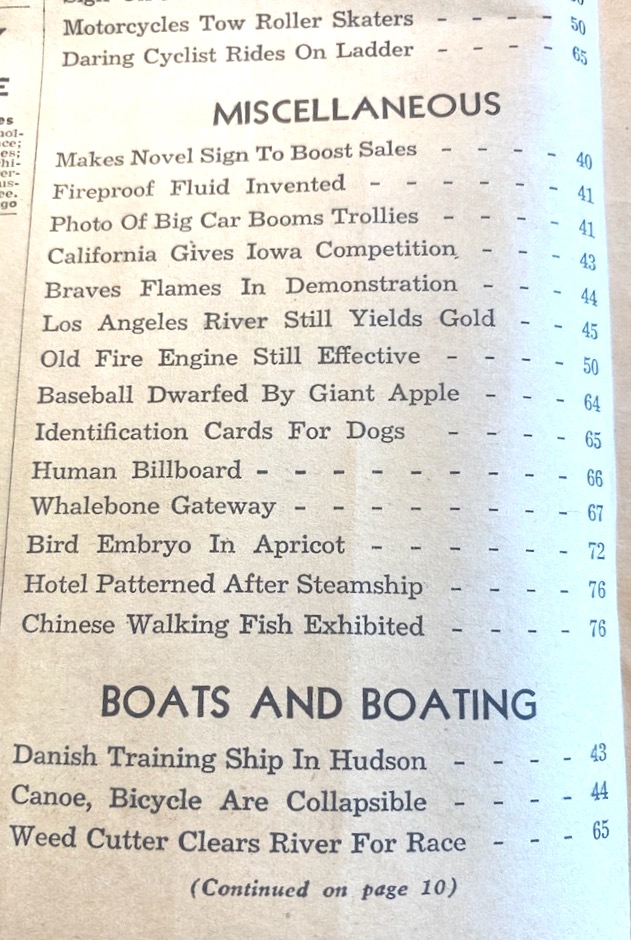 Motorcycles Tow Roller Skaters - - - - 50
Daring Cyclist Rides On Ladder - - - - 65
MISCELLANEOUS
Makes Novel Sign To Boost Sales - - - - 40
Fireproof Fluid Invented - - - - - - 41
Photo Of Big Car Booms Trollies - - - - 41
California Gives Iowa Competition - - - 43
Braves Flames In Demonstration - - - 44
Los Angeles River Still Yields Gold - - 45
Old Fire Engine Still Effective - - - - 50
Baseball Dwarfed By Giant Apple - - - 64
Identification Cards For Dogs - - - - 65
Human Billboard - - - - - - - - - 66
Whalebone Gateway - - - - - - - - 67
Bird Embryo In Apricot - - - - - - 72
Hotel Patterned After Steamship - - - - 76
Chinese Walking Fish Exhibited - - - - 76
BOATS AND BOATING
Danish Training Ship In Hudson - - - - 43
Canoe, Bicycle Are Collapsible - - - - 44
Weed Cutter Clears River For Race - - - 65
(Continued on page 10)